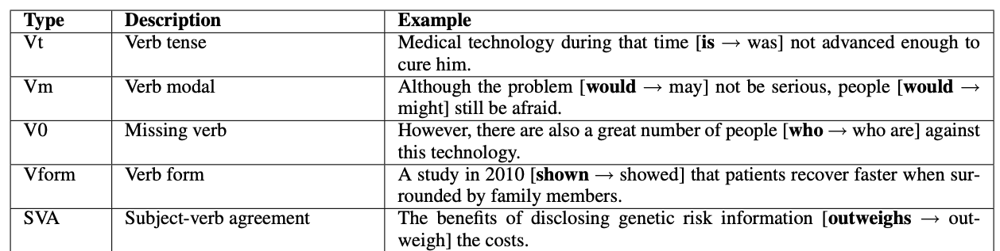 Type Description Example
Vt Verb tense Medical technology during that time [is → was] not advanced enough to
cure him.
Vm Verb modal Although the problem [would → may] not be serious, people [would →
might] still be afraid.
V0 Missing verb However, there are also a great number of people [who → who are] against
this technology.
Vform Verb form A study in 2010 [shown → showed] that patients recover faster when sur-
rounded by family members.
SVA Subject-verb agreement The benefits of disclosing genetic risk information [outweighs → out-
weigh] the costs.